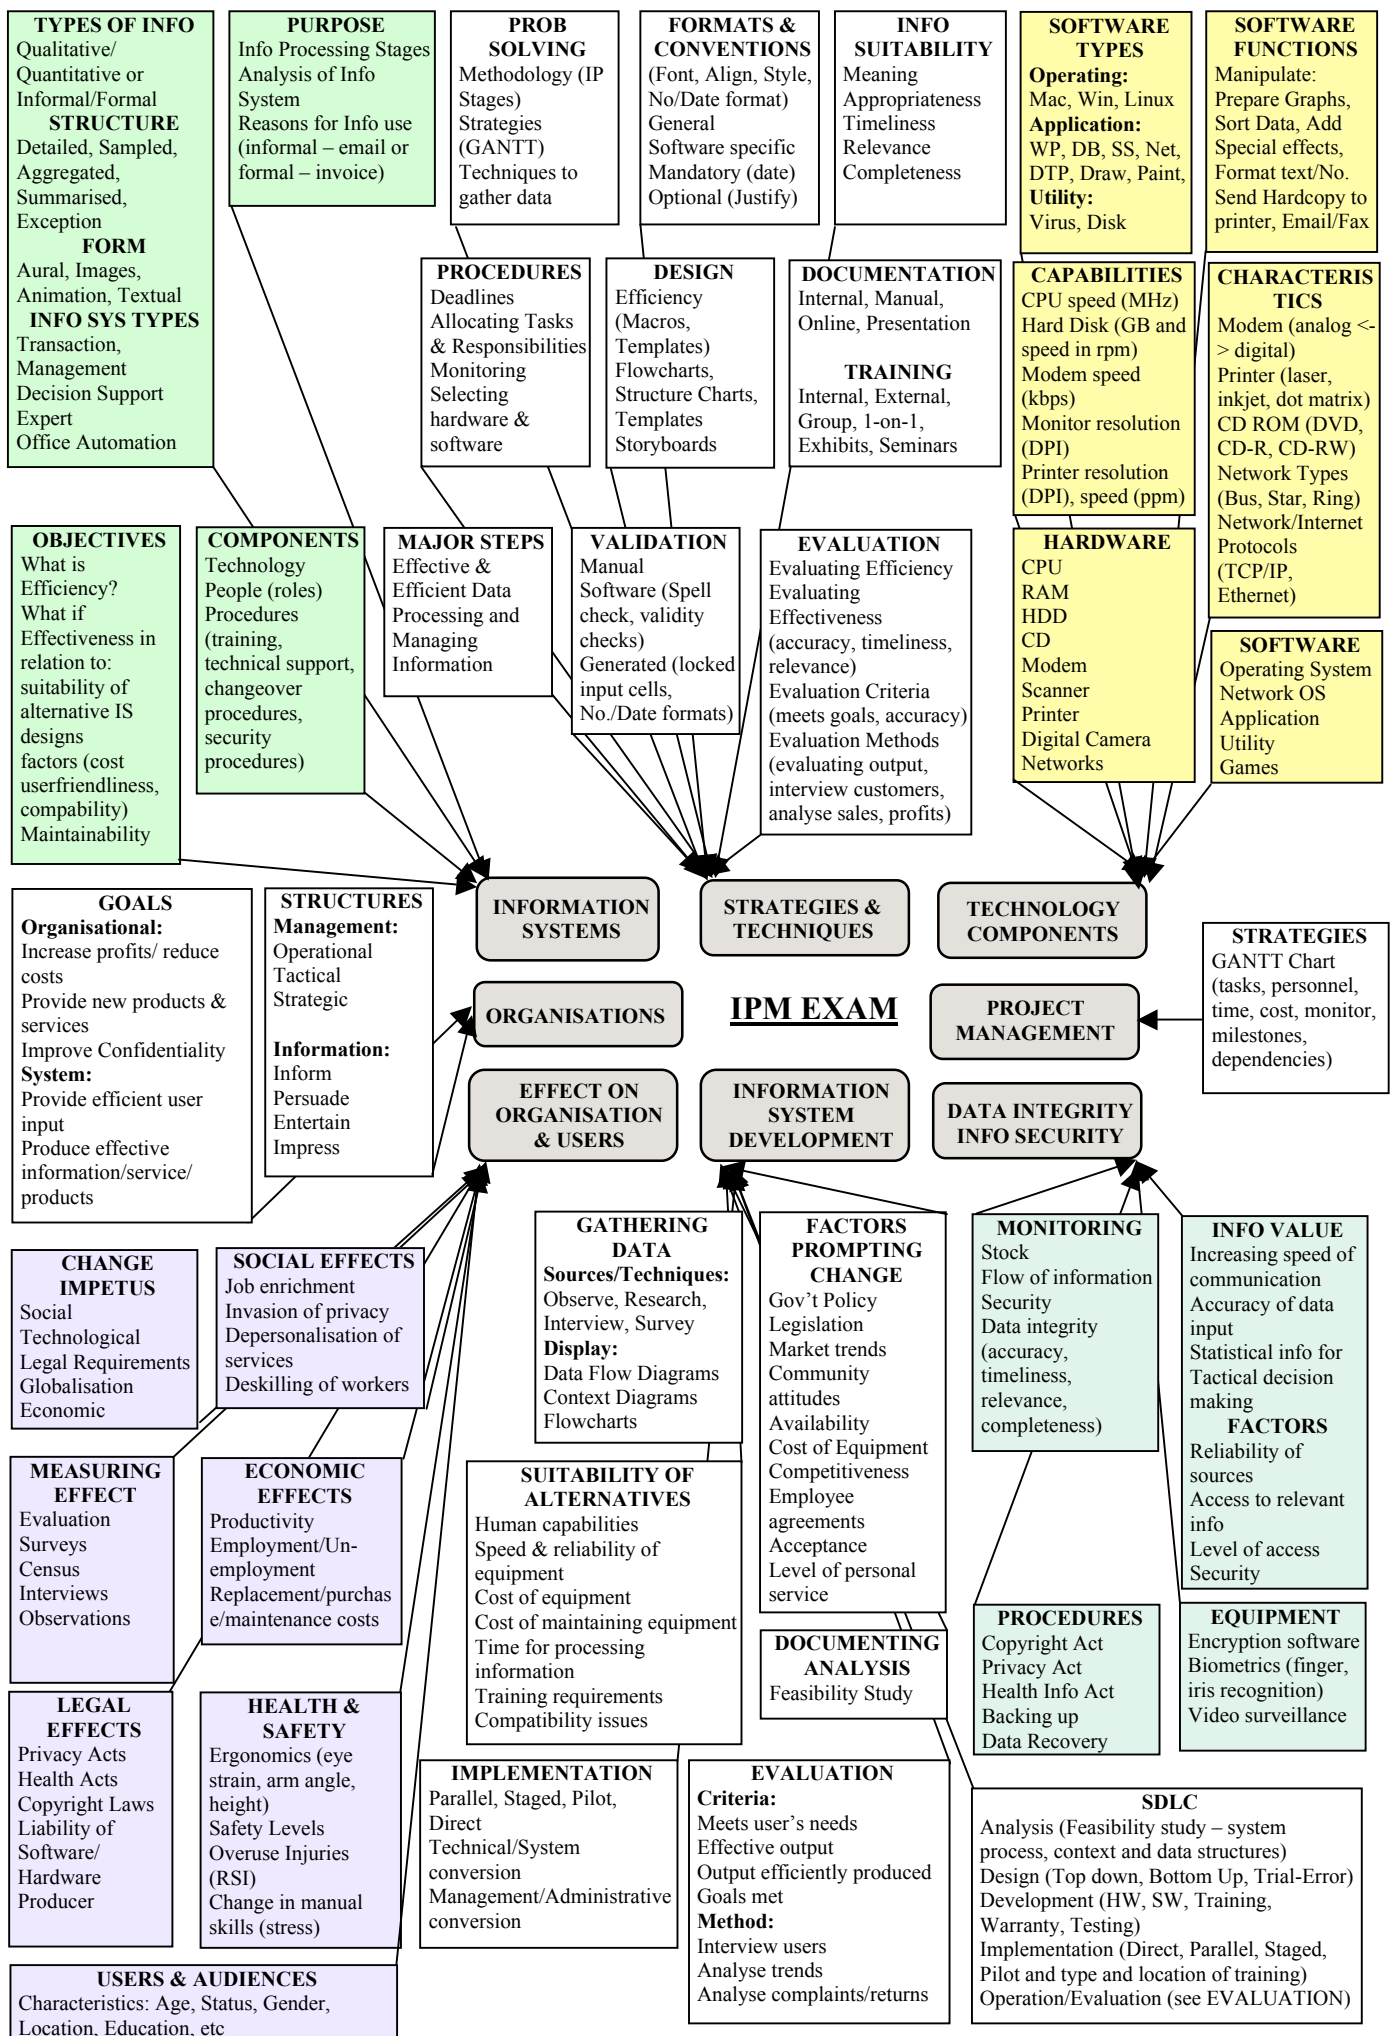 TYPES OF INFO
Qualitative/
Quantitative or
Informal/Formal
STRUCTURE
Detailed, Sampled,
Aggregated,
Summarised,
Exception
FORM
Aural, Images,
Animation, Textual
INFO SYS TYPES
Transaction,
Management
Decision Support
Expert
Office Automation
PURPOSE
Info Processing Stages
Analysis of Info
System
Reasons for Info use
(informal – email or
formal – invoice)
PROB
SOLVING
Methodology (IP
Stages)
Strategies
(GANTT)
Techniques to
gather data
FORMATS &
CONVENTIONS
(Font, Align, Style,
No/Date format)
General
Software specific
Mandatory (date)
Optional (Justify)
INFO
SUITABILITY
Meaning
Appropriateness
Timeliness
Relevance
Completeness
SOFTWARE
TYPES
Operating:
Mac, Win, Linux
Application:
WP, DB, SS, Net,
DTP, Draw, Paint,
Utility:
Virus, Disk
SOFTWARE
FUNCTIONS
Manipulate:
Prepare Graphs,
Sort Data, Add
Special effects,
Format text/No.
Send Hardcopy to
printer, Email/Fax
PROCEDURES
Deadlines
Allocating Tasks
& Responsibilities
Monitoring
Selecting
hardware &
software
DESIGN
Efficiency
(Macros,
Templates)
Flowcharts,
Structure Charts,
Templates
Storyboards
DOCUMENTATION
Internal, Manual,
Online, Presentation
TRAINING
Internal, External,
Group, 1-on-1,
Exhibits, Seminars
CAPABILITIES
CPU speed (MHz)
Hard Disk (GB and
speed in rpm)
Modem speed
(kbps)
Monitor resolution
(DPI)
Printer resolution
(DPI), speed (ppm)
CHARACTERIS
TICS
Modem (analog <-
> digital)
Printer (laser,
inkjet, dot matrix)
CD ROM (DVD,
CD-R, CD-RW)
Network Types
(Bus, Star, Ring)
Network/Internet
Protocols
(TCP/IP,
Ethernet)
OBJECTIVES
What is
Efficiency?
What if
Effectiveness in
relation to:
suitability of
alternative IS
designs
factors (cost
userfriendliness,
compability)
Maintainability
COMPONENTS
Technology
People (roles)
Procedures
(training,
technical support,
changeover
procedures,
security
procedures)
MAJOR STEPS
Effective &
Efficient Data
Processing and
Managing
Information
VALIDATION
Manual
Software (Spell
check, validity
checks)
Generated (locked
input cells,
No./Date formats)
EVALUATION
Evaluating Efficiency
Evaluating
Effectiveness
(accuracy, timeliness,
relevance)
Evaluation Criteria
(meets goals, accuracy)
Evaluation Methods
(evaluating output,
interview customers,
analyse sales, profits)
HARDWARE
CPU
RAM
HDD
CD
Modem
Scanner
Printer
Digital Camera
Networks
SOFTWARE
Operating System
Network OS
Application
Utility
Games
GOALS
Organisational:
Increase profits/ reduce
costs
Provide new products &
services
Improve Confidentiality
System:
Provide efficient user
input
Produce effective
information/service/
products
STRUCTURES
Management:
Operational
Tactical
Strategic
Information:
Inform
Persuade
Entertain
Impress
INFORMATION
SYSTEMS
STRATEGIES &
TECHNIQUES
TECHNOLOGY
COMPONENTS
ORGANISATIONS
IPM EXAM
PROJECT
MANAGEMENT
STRATEGIES
GANTT Chart
(tasks, personnel,
time, cost, monitor,
milestones,
dependencies)
EFFECT ON
ORGANISATION
& USERS
INFORMATION
SYSTEM
DEVELOPMENT
DATA INTEGRITY
INFO SECURITY
CHANGE
IMPETUS
Social
Technological
Legal Requirements
Globalisation
Economic
SOCIAL EFFECTS
Job enrichment
Invasion of privacy
Depersonalisation of
services
Deskilling of workers
GATHERING
DATA
Sources/Techniques:
Observe, Research,
Interview, Survey
Display:
Data Flow Diagrams
Context Diagrams
Flowcharts
FACTORS
PROMPTING
CHANGE
Gov't Policy
Legislation
Market trends
Community
attitudes
Availability
Cost of Equipment
Competitiveness
Employee
agreements
Acceptance
Level of personal
service
MONITORING
Stock
Flow of information
Security
Data integrity
(accuracy,
timeliness,
relevance,
completeness)
INFO VALUE
Increasing speed of
communication
Accuracy of data
input
Statistical info for
Tactical decision
making
FACTORS
Reliability of
sources
Access to relevant
info
Level of access
Security
MEASURING
EFFECT
Evaluation
Surveys
Census
Interviews
Observations
ECONOMIC
EFFECTS
Productivity
Employment/Un-
employment
Replacement/purchas
e/maintenance costs
SUITABILITY OF
ALTERNATIVES
Human capabilities
Speed & reliability of
equipment
Cost of equipment
Cost of maintaining equipment
Time for processing
information
Training requirements
Compatibility issues
DOCUMENTING
ANALYSIS
Feasibility Study
PROCEDURES
Copyright Act
Privacy Act
Health Info Act
Backing up
Data Recovery
EQUIPMENT
Encryption software
Biometrics (finger,
iris recognition)
Video surveillance
LEGAL
EFFECTS
Privacy Acts
Health Acts
Copyright Laws
Liability of
Software/
Hardware
Producer
HEALTH &
SAFETY
Ergonomics (eye
strain, arm angle,
height)
Safety Levels
Overuse Injuries
(RSI)
Change in manual
skills (stress)
IMPLEMENTATION
Parallel, Staged, Pilot,
Direct
Technical/System
conversion
Management/Administrative
conversion
EVALUATION
Criteria:
Meets user's needs
Effective output
Output efficiently produced
Goals met
Method:
Interview users
Analyse trends
Analyse complaints/returns
SDLC
Analysis (Feasibility study – system
process, context and data structures)
Design (Top down, Bottom Up, Trial-Error)
Development (HW, SW, Training,
Warranty, Testing)
Implementation (Direct, Parallel, Staged,
Pilot and type and location of training)
Operation/Evaluation (see EVALUATION)
USERS & AUDIENCES
Characteristics: Age, Status, Gender,
Location, Education, etc